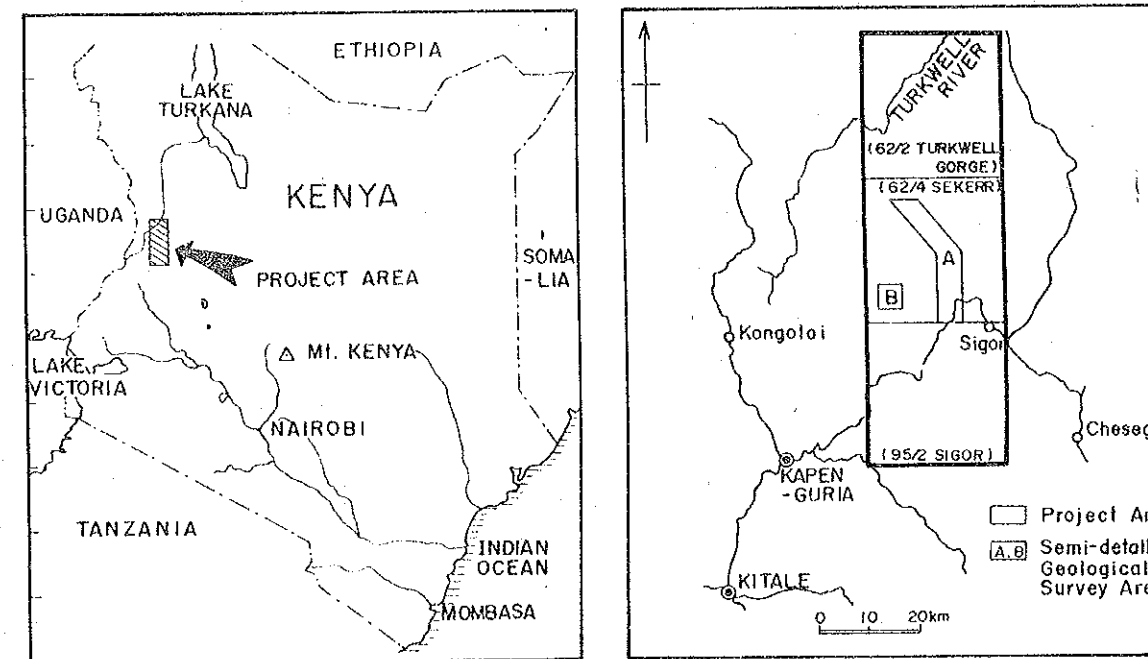 ETHIOPIA
LAKE
TURKANA
KENYA
UGANDA
SOMA
-LIA
PROJECT AREA
MT. KENYA
LAKE
VICTORIA
NAIROBI
TANZANIA
INDIAN
OCEAN
MOMBASA
TURKWELL
RIVER
(62/2 TURKWELL
GORGE)
(62/4 SEKERR)
A
B
Kongolai
Sigor
Cheseg
(95/2 SIGOR)
KAPEN
-GURIA
Project Ar
A,B Semi-detail
Geological
Survey Are
KITALE
0 10 20km